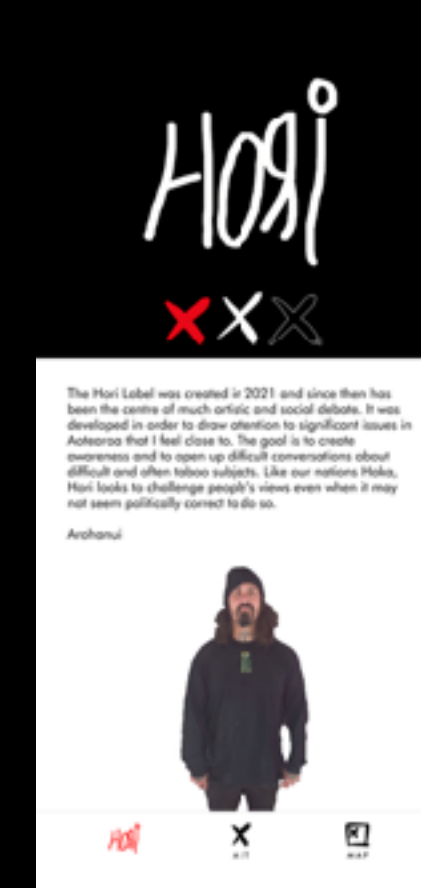 HOЯi
The Hori Label was created in 2021 and since then has
been the centre of much artistic and social debate. It was
developed in order to draw attention to significant issues in
Aotearoa that I feel close to. The goal is to create
awareness and to open up difficult conversations about
difficult and often taboo subjects. Like our nations Haka,
Hori looks to challenge people's views even when it may
not seem politically correct to do so.
Arohanui
HOЯi
ART
MAP